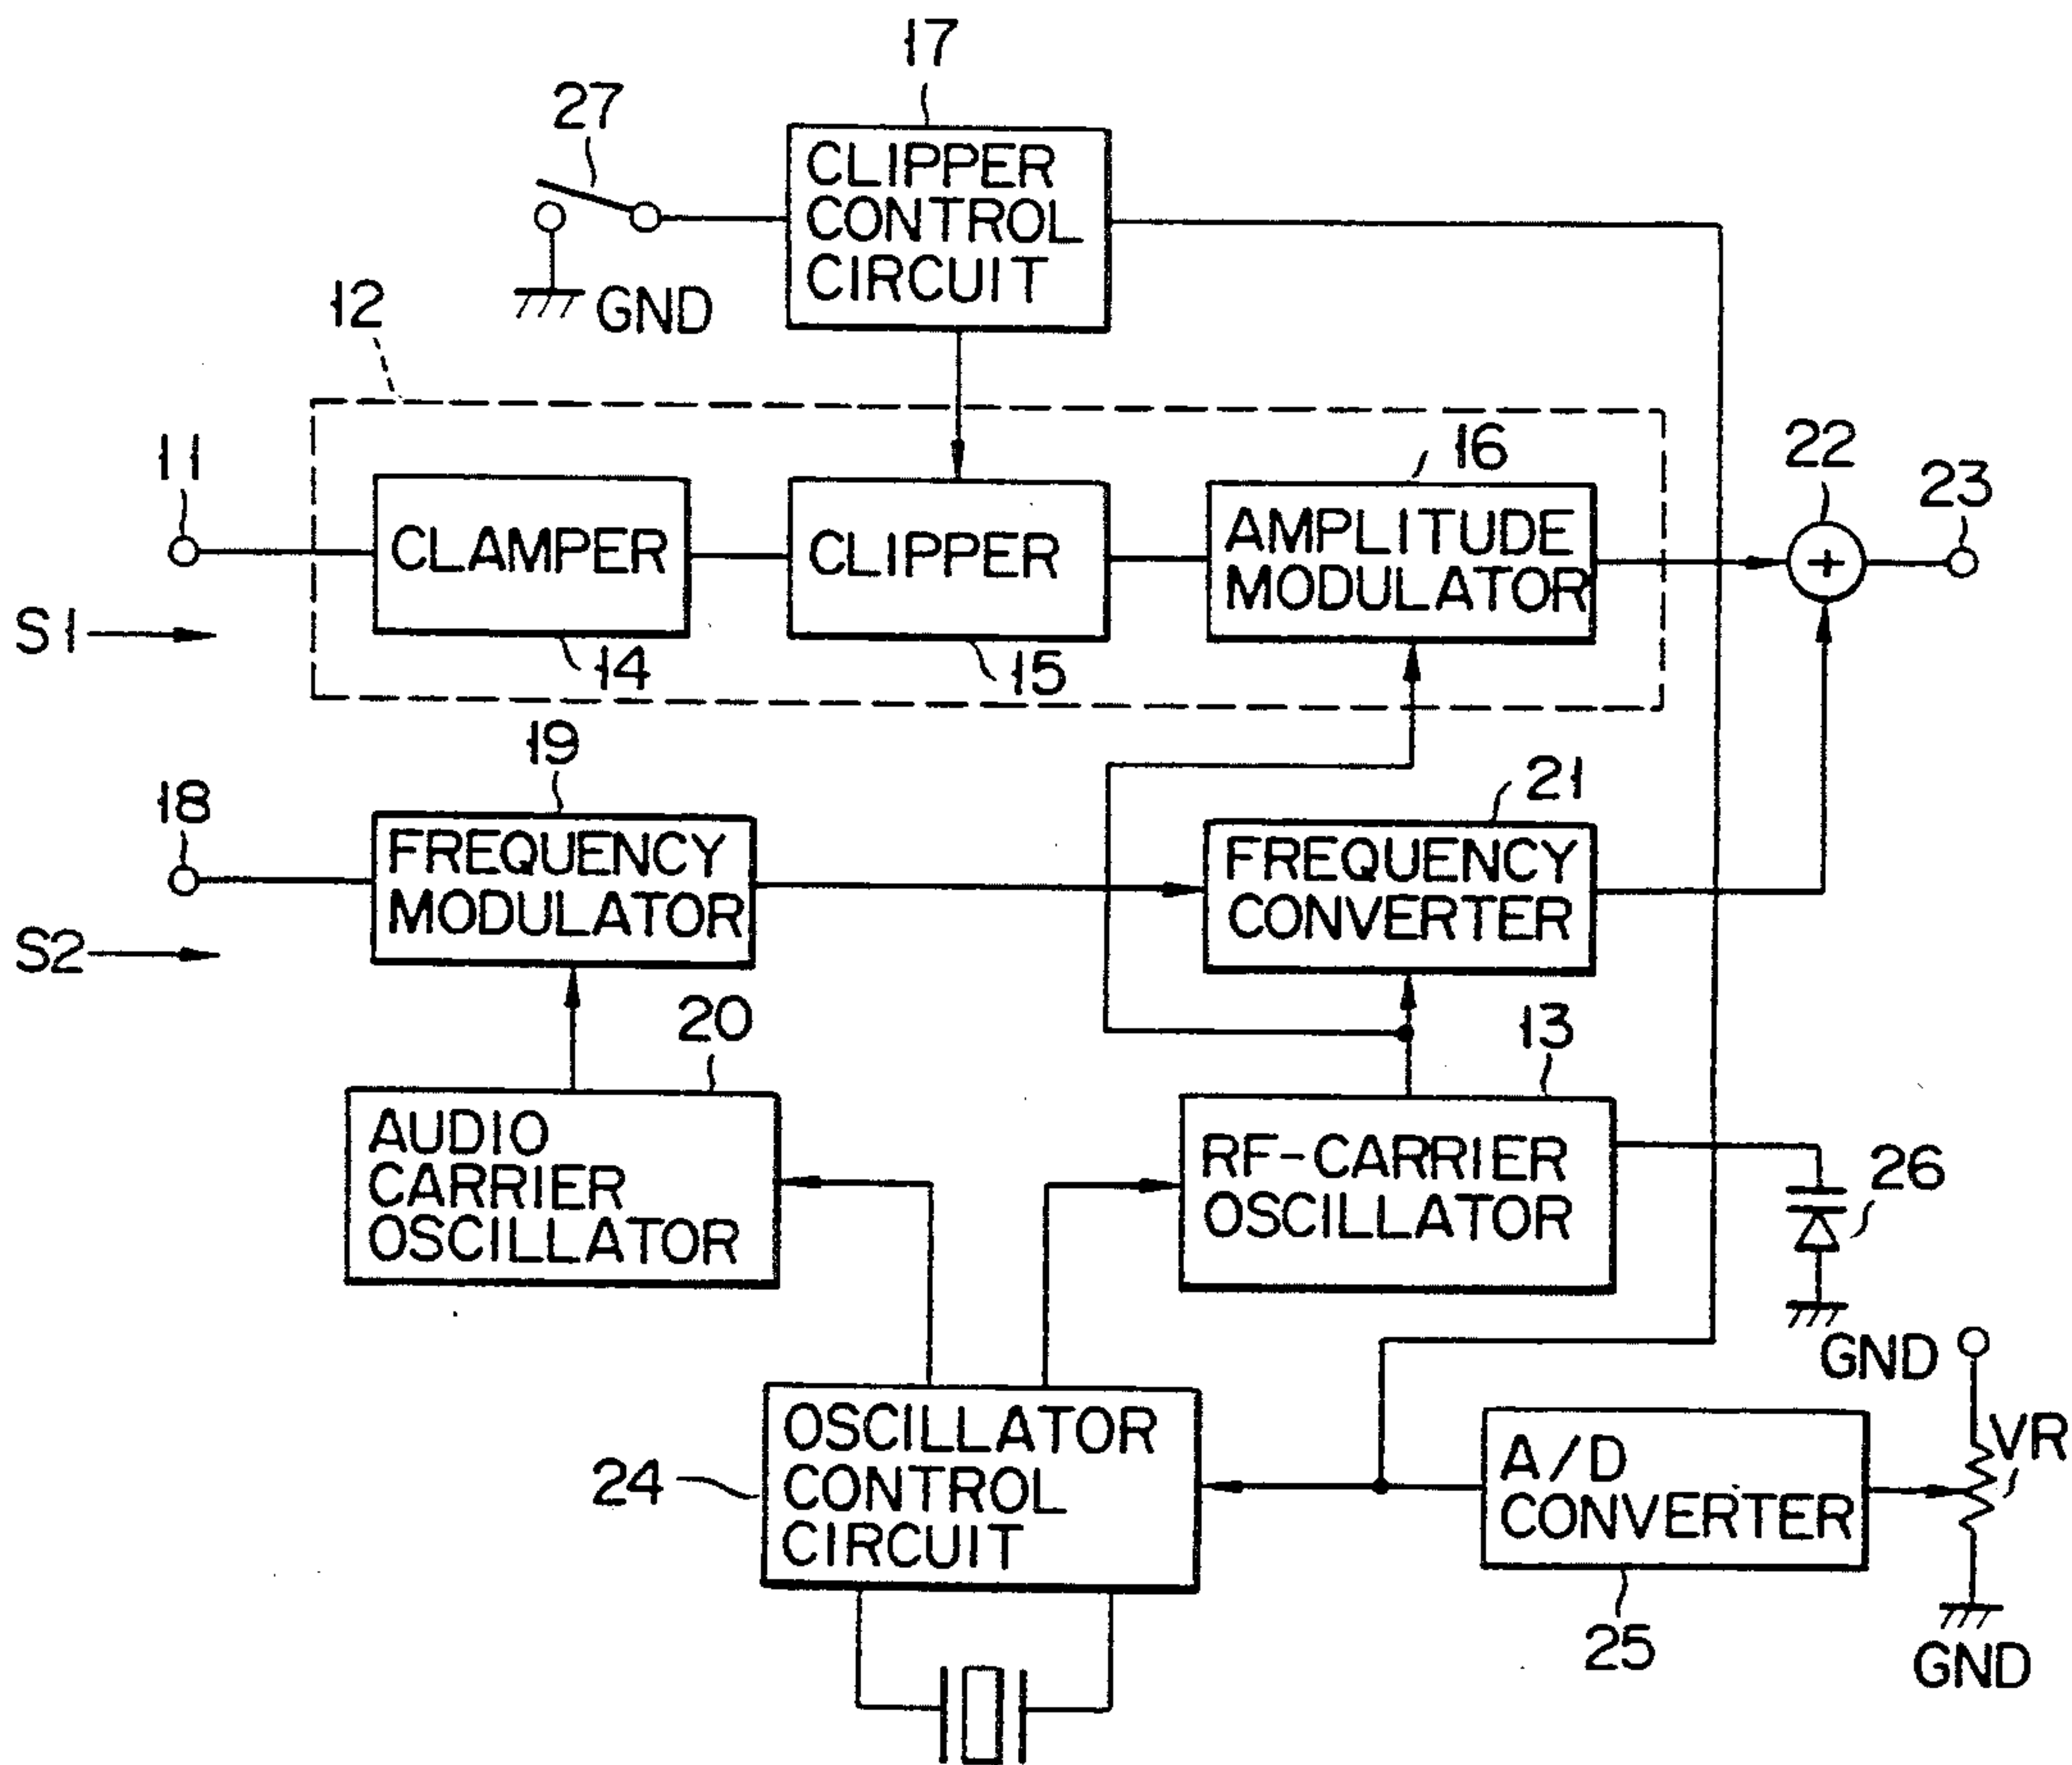 17
27
CLIPPER
CONTROL
CIRCUIT
GND
12
11
16
22
23
CLAMPER
CLIPPER
AMPLITUDE
MODULATOR
+
S1
14
15
19
21
18
FREQUENCY
MODULATOR
FREQUENCY
CONVERTER
S2
20
13
AUDIO
CARRIER
OSCILLATOR
RF-CARRIER
OSCILLATOR
26
GND
24
OSCILLATOR
CONTROL
CIRCUIT
A/D
CONVERTER
VR
25
GND